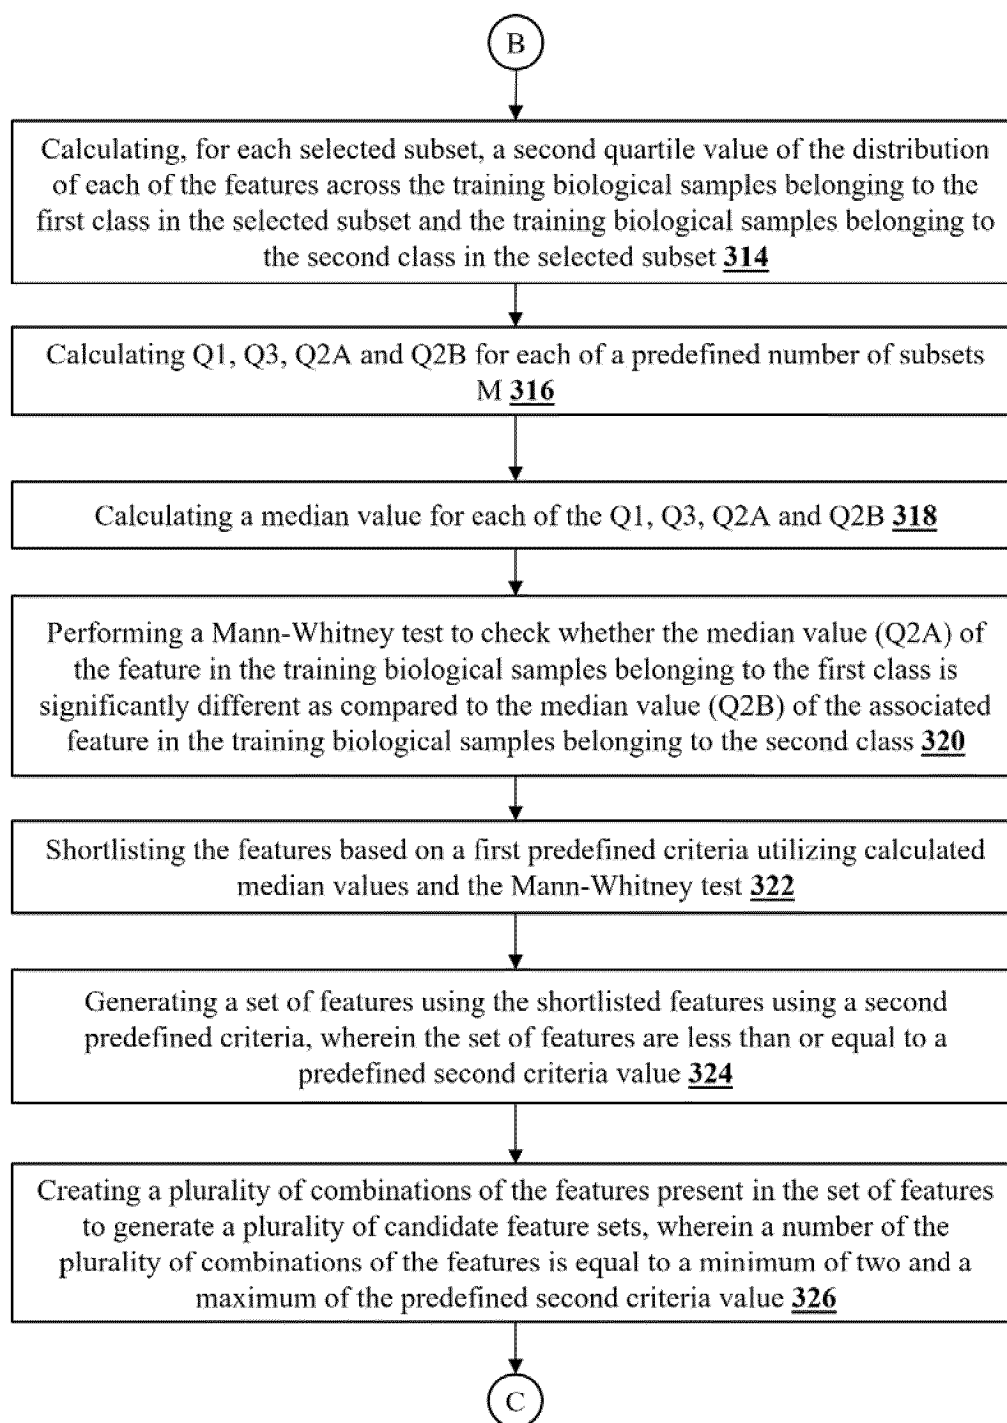 B
Calculating, for each selected subset, a second quartile value of the distribution
of each of the features across the training biological samples belonging to the
first class in the selected subset and the training biological samples belonging to
the second class in the selected subset 314
Calculating Q1, Q3, Q2A and Q2B for each of a predefined number of subsets
M 316
Calculating a median value for each of the Q1, Q3, Q2A and Q2B 318
Performing a Mann-Whitney test to check whether the median value (Q2A) of
the feature in the training biological samples belonging to the first class is
significantly different as compared to the median value (Q2B) of the associated
feature in the training biological samples belonging to the second class 320
Shortlisting the features based on a first predefined criteria utilizing calculated
median values and the Mann-Whitney test 322
Generating a set of features using the shortlisted features using a second
predefined criteria, wherein the set of features are less than or equal to a
predefined second criteria value 324
Creating a plurality of combinations of the features present in the set of features
to generate a plurality of candidate feature sets, wherein a number of the
plurality of combinations of the features is equal to a minimum of two and a
maximum of the predefined second criteria value 326
C